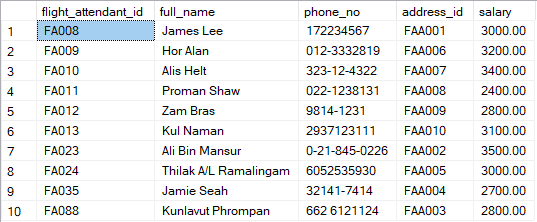 flight_attendant_id full_name phone_no address_id salary
1 FA008 James Lee 172234567 FAA001 3000.00
2 FA009 Hor Alan 012-3332819 FAA006 3200.00
3 FA010 Alis Helt 323-12-4322 FAA007 3400.00
4 FA011 Proman Shaw 022-1238131 FAA008 2400.00
5 FA012 Zam Bras 9814-1231 FAA009 2800.00
6 FA013 Kul Naman 2937123111 FAA010 3100.00
7 FA023 Ali Bin Mansur 0-21-845-0226 FAA002 3500.00
8 FA024 Thilak A/L Ramalingam 6052535930 FAA005 3000.00
9 FA035 Jamie Seah 32141-7414 FAA004 2700.00
10 FA088 Kunlavut Phrompan 662 6121124 FAA003 2800.00